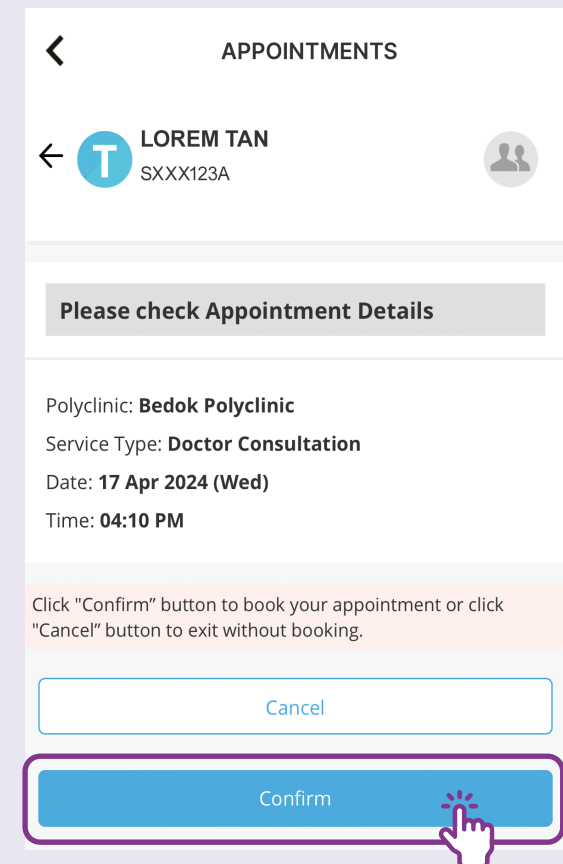 APPOINTMENTS
LOREM TAN
T
SXXX123A
Please check Appointment Details
Polyclinic: Bedok Polyclinic
Service Type: Doctor Consultation
Date: 17 Apr 2024 (Wed)
Time: 04:10 PM
Click "Confirm” button to book your appointment or click
"Cancel” button to exit without booking.
Cancel
Confirm